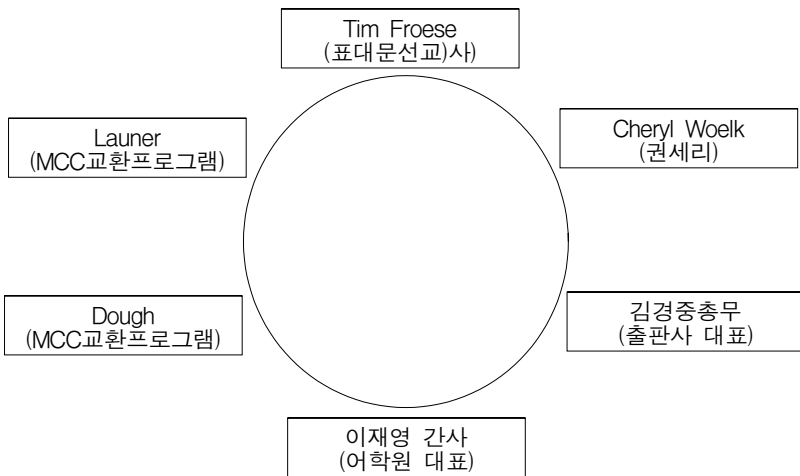 Tim Froese
(표대문선교)사)
Launer
(MCC교환프로그램)
Cheryl Woelk
(권세리)
Dough
(MCC교환프로그램)
김경중총무
(출판사 대표)
이재영 간사
(어학원 대표)